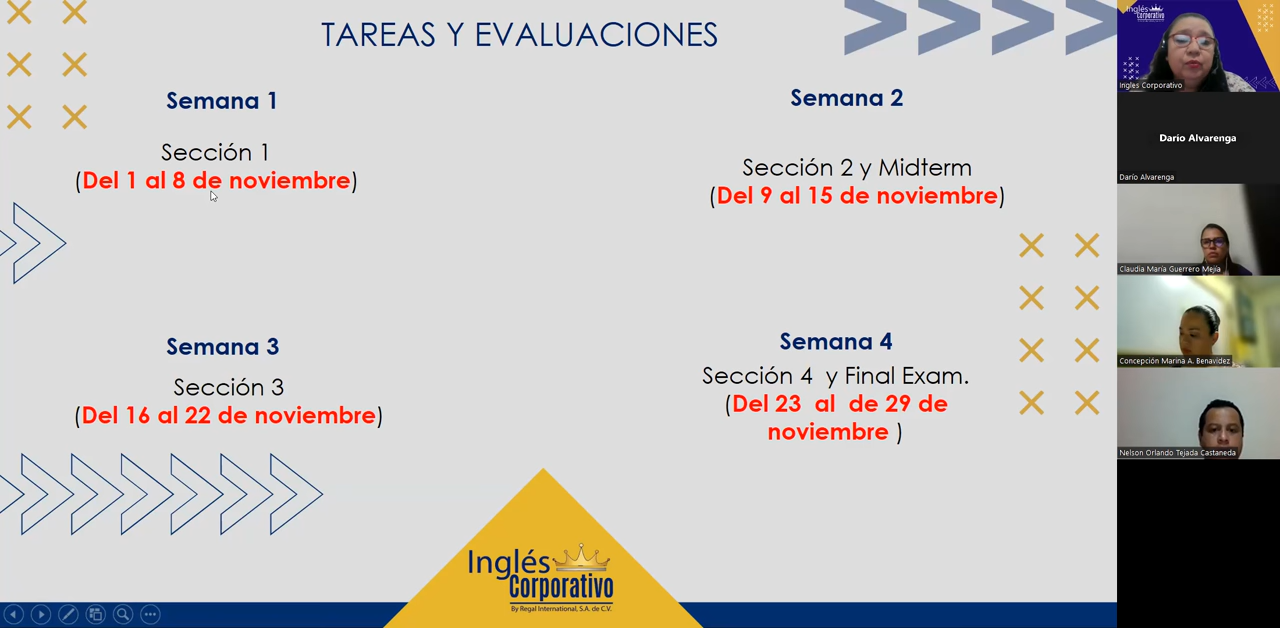 TAREAS Y EVALUACIONES
Semana 1
Sección 1
(Del 1 al 8 de noviembre)
Semana 2
Sección 2 y Midterm
(Del 9 al 15 de noviembre)
Semana 3
Sección 3
(Del 16 al 22 de noviembre)
Semana 4
Sección 4 y Final Exam.
(Del 23 al de 29 de
noviembre )
Inglés
Corporativo
By Regal International, S.A. de C.V.
Inglés
Corporativo
Ingles Corporativo
Darío Alvarenga
Darío Alvarenga
Claudia María Guerrero Mejía
Concepción Marina A. Benavidez
Nelson Orlando Tejada Castaneda